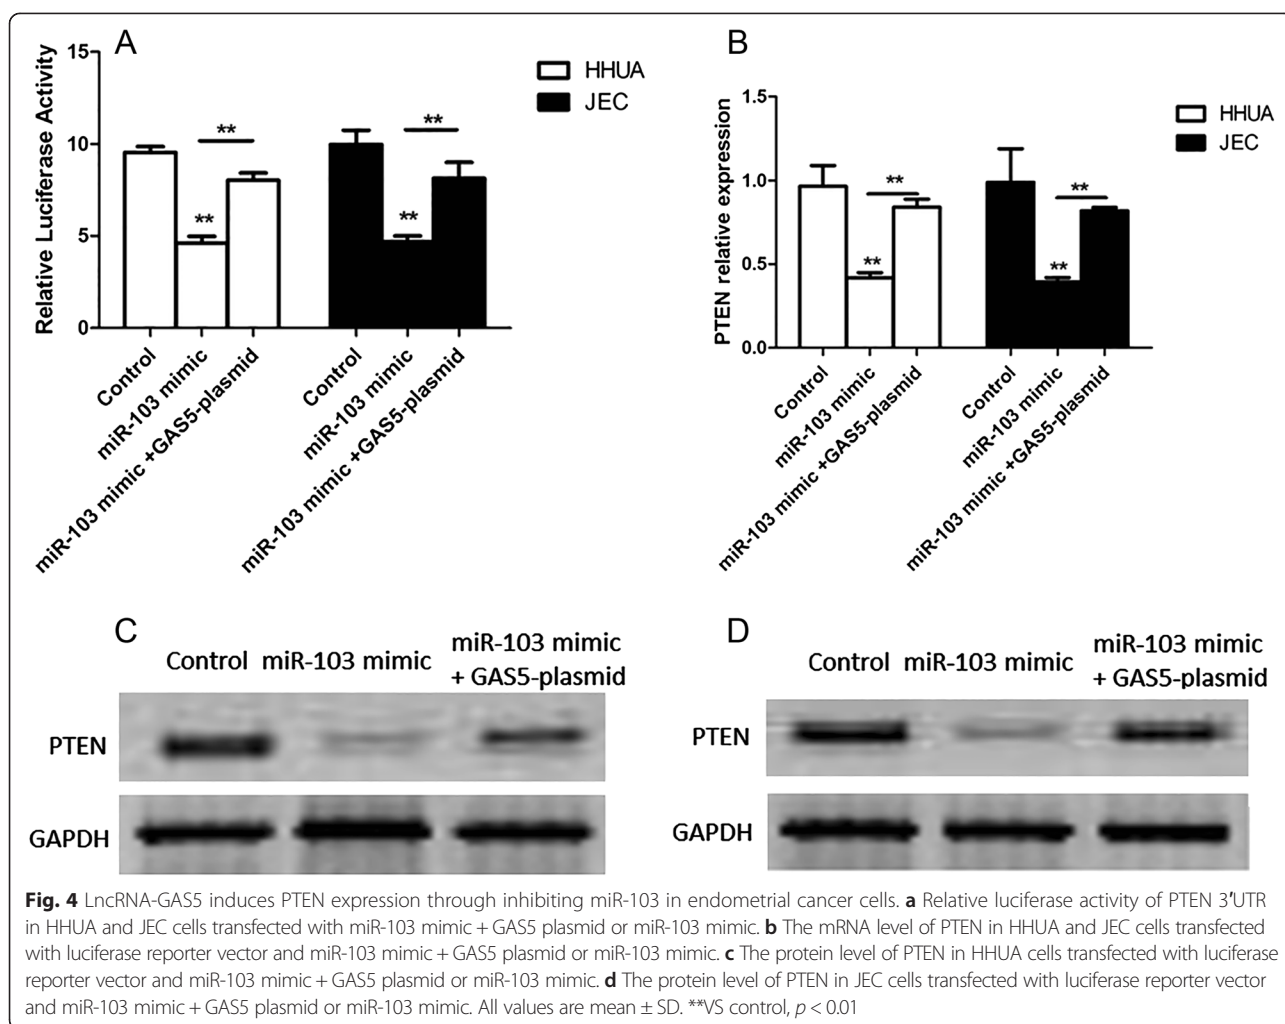 A
15
10
5
0
Relative Luciferase Activity
HHUA
JEC
**
**
**
**
Control
miR-103 mimic
miR-103 mimic +GAS5-plasmid
Control
miR-103 mimic
miR-103 mimic +GAS5-plasmid
B
1.5
1.0
0.5
0.0
PTEN relative expression
HHUA
JEC
**
**
**
**
Control
miR-103 mimic
miR-103 mimic +GAS5-plasmid
Control
miR-103 mimic
miR-103 mimic +GAS5-plasmid
C
Control miR-103 mimic miR-103 mimic
+ GAS5-plasmid
PTEN
GAPDH
D
Control miR-103 mimic miR-103 mimic
+ GAS5-plasmid
PTEN
GAPDH
Fig. 4 LncRNA-GAS5 induces PTEN expression through inhibiting miR-103 in endometrial cancer cells. a Relative luciferase activity of PTEN 3′UTR
in HHUA and JEC cells transfected with miR-103 mimic + GAS5 plasmid or miR-103 mimic. b The mRNA level of PTEN in HHUA and JEC cells transfected
with luciferase reporter vector and miR-103 mimic + GAS5 plasmid or miR-103 mimic. c The protein level of PTEN in HHUA cells transfected with luciferase
reporter vector and miR-103 mimic + GAS5 plasmid or miR-103 mimic. d The protein level of PTEN in JEC cells transfected with luciferase reporter vector
and miR-103 mimic + GAS5 plasmid or miR-103 mimic. All values are mean ± SD. **VS control, p < 0.01